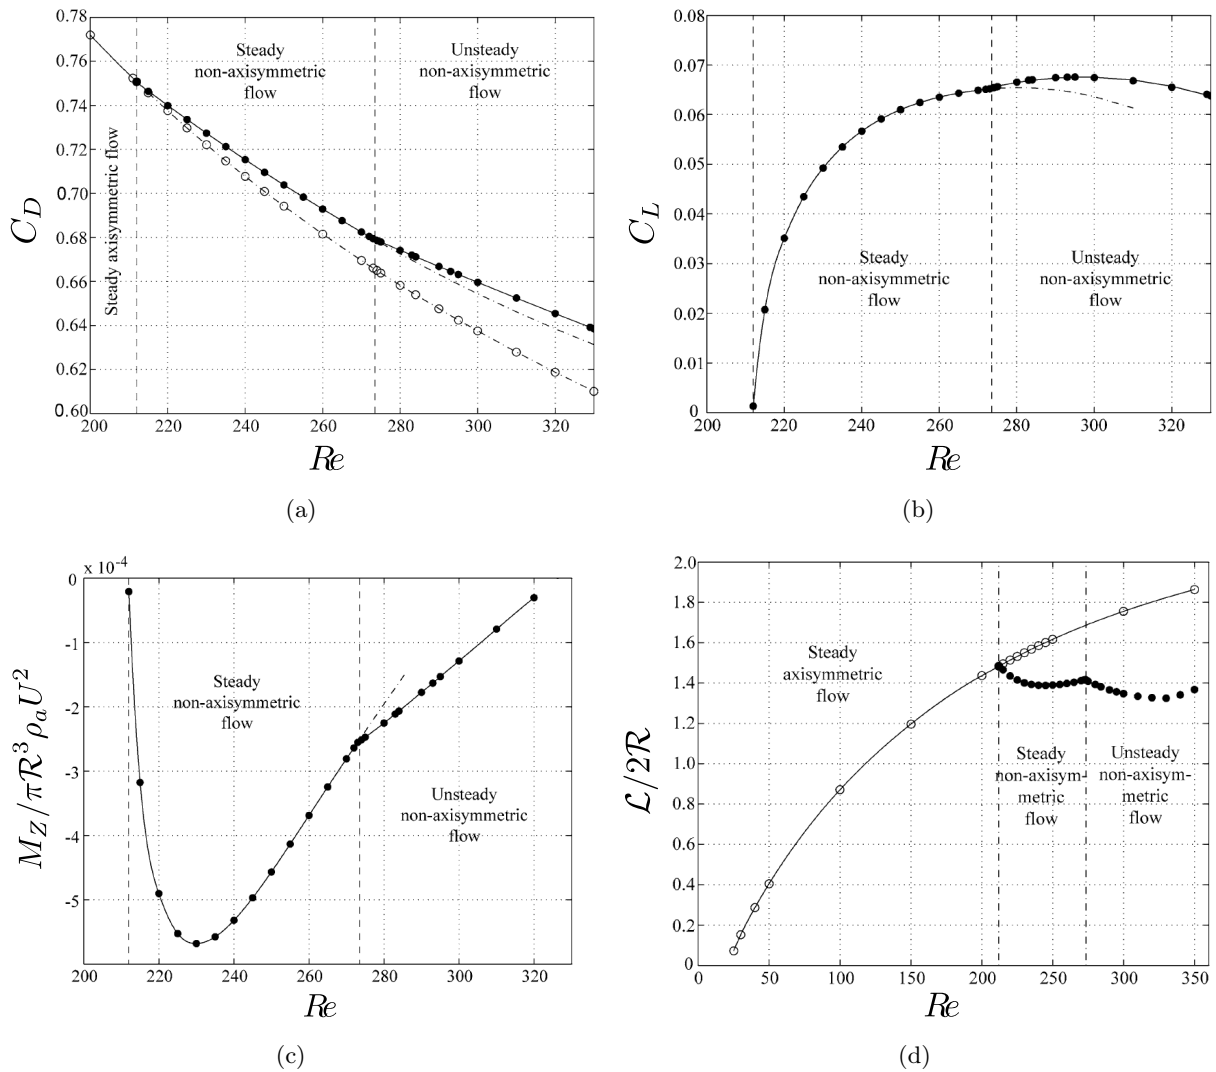 0.78
0.76
0.74
0.72
0.70
0.68
0.66
0.64
0.62
0.60
C_D
Steady
non-axisymmetric
flow
Unsteady
non-axisymmetric
flow
Steady axisymmetric flow
200 220 240 260 280 300 320
Re
(a)
0.08
0.07
0.06
0.05
0.04
0.03
0.02
0.01
0
C_L
Steady
non-axisymmetric
flow
Unsteady
non-axisymmetric
flow
200 220 240 260 280 300 320
Re
(b)
x 10^-4
0
-1
-2
-3
-4
-5
M_Z/πR^3ρ_aU^2
Steady
non-axisymmetric
flow
Unsteady
non-axisymmetric
flow
200 220 240 260 280 300 320
Re
(c)
2.0
1.8
1.6
1.4
1.2
1.0
0.8
0.6
0.4
0.2
0
ℒ/2R
Steady
axisymmetric
flow
Steady
non-axisym-
metric
flow
Unsteady
non-axisym-
metric
flow
0 50 100 150 200 250 300 350
Re
(d)